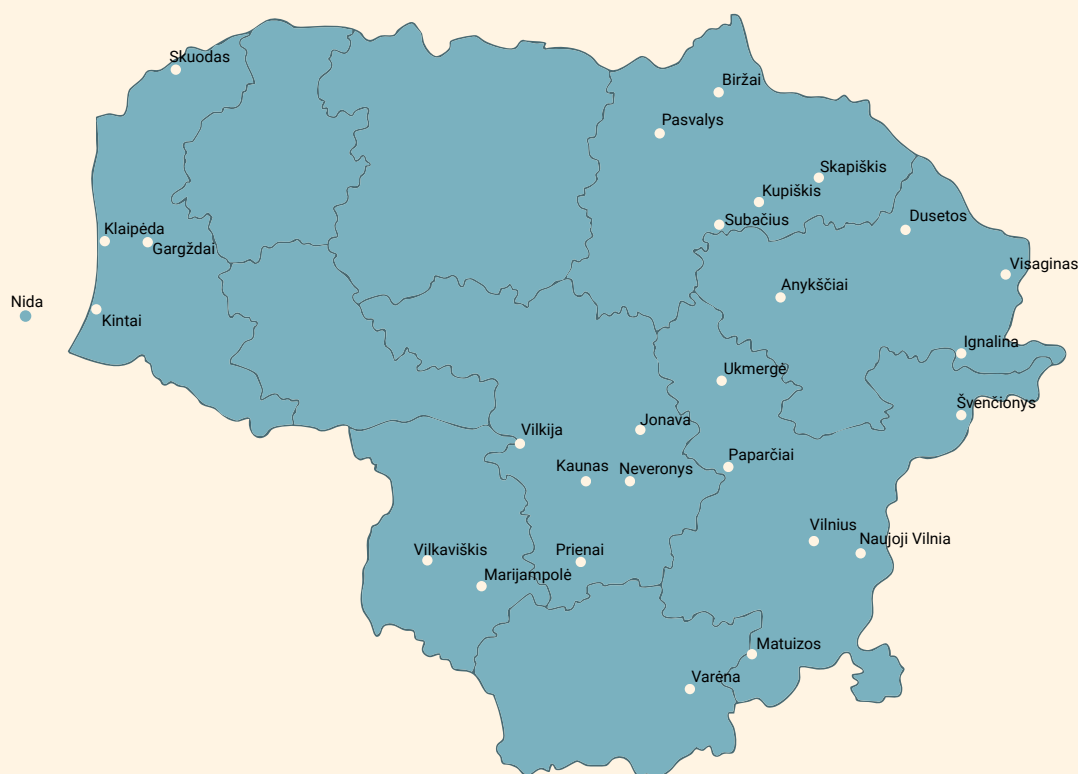 Skuodas
Biržai
Pasvalys
Skapiškis
Kupiškis
Dusetos
Subačius
Klaipėda
Gargždai
Visaginas
Anykščiai
Nida
Kintai
Ignalina
Ukmergė
Švenčionys
Jonava
Vilkija
Paparčiai
Kaunas
Neveronys
Vilnius
Naujoji Vilnia
Vilkaviškis
Prienai
Marijampolė
Matuizos
Varėna